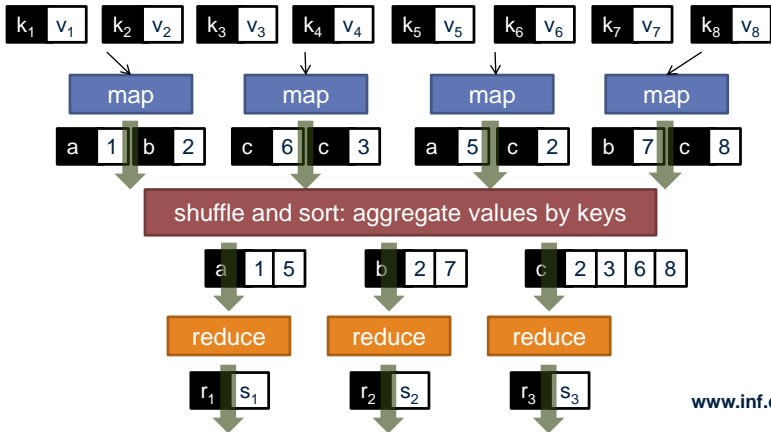 k₁ v₁ k₂ v₂ k₃ v₃ k₄ v₄ k₅ v₅ k₆ v₆ k₇ v₇ k₈ v₈
map map map map
a 1 b 2 c 6 c 3 a 5 c 2 b 7 c 8
shuffle and sort: aggregate values by keys
a 1 5 b 2 7 c 2 3 6 8
reduce reduce reduce
r₁ s₁ r₂ s₂ r₃ s₃
www.inf.